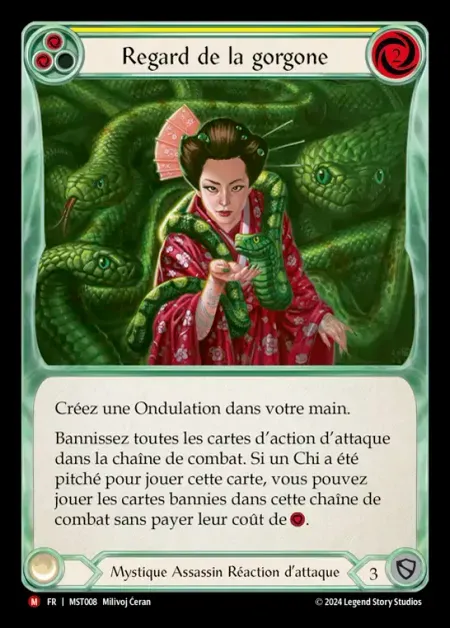 Regard de la gorgone
2
Créez une Ondulation dans votre main.
Bannissez toutes les cartes d'action d'attaque
dans la chaîne de combat. Si un Chi a été
pitché pour jouer cette carte, vous pouvez
jouer les cartes bannies dans cette chaîne de
combat sans payer leur coût de
Mystique Assassin Réaction d'attaque
3
M FR | MST008 Milivoj Ćeran
© 2024 Legend Story Studios